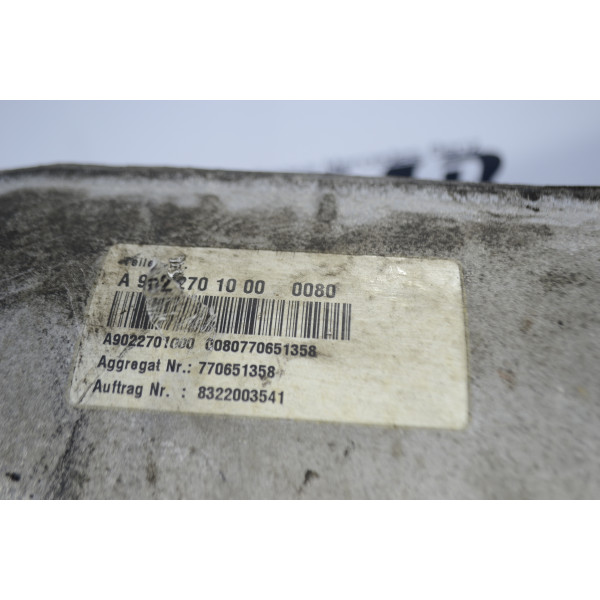 A 902 270 10 00 0080
A9022701000 0080770651358
Aggregat Nr.: 770651358
Auftrag Nr. : 8322003541